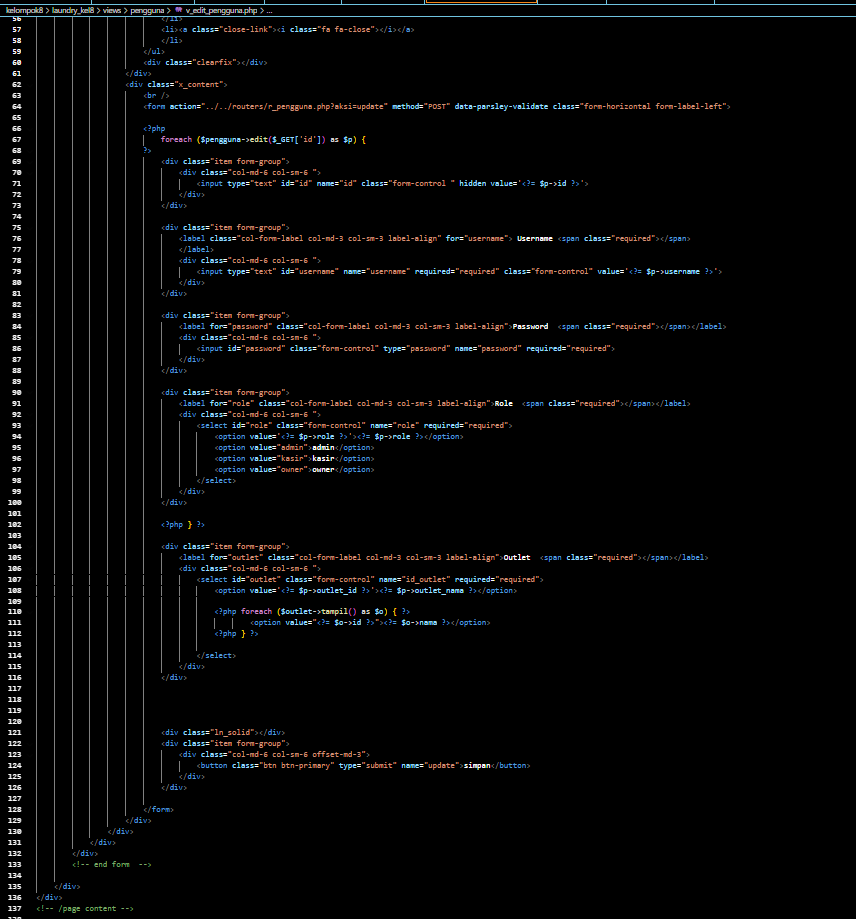 kelompok8 > laundry_kel8 > views > pengguna > v_edit_pengguna.php > ...
56 </li>
57 <li><a class="close-link"><i class="fa fa-close"></i></a>
58 </li>
59 </ul>
60 <div class="clearfix"></div>
61 </div>
62 <div class="x_content">
63 <br />
64 <form action="../../routers/r_pengguna.php?aksi=update" method="POST" data-parsley-validate class="form-horizontal form-label-left">
65
66 <?php
67 foreach ($pengguna->edit($_GET['id']) as $p) {
68 ?>
69 <div class="item form-group">
70 <div class="col-md-6 col-sm-6 ">
71 <input type="text" id="id" name="id" class="form-control " hidden value='<?= $p->id ?>'>
72 </div>
73 </div>
74
75 <div class="item form-group">
76 <label class="col-form-label col-md-3 col-sm-3 label-align" for="username"> Username <span class="required"></span>
77 </label>
78 <div class="col-md-6 col-sm-6 ">
79 <input type="text" id="username" name="username" required="required" class="form-control" value='<?= $p->username ?>'>
80 </div>
81 </div>
82
83 <div class="item form-group">
84 <label for="password" class="col-form-label col-md-3 col-sm-3 label-align">Password <span class="required"></span></label>
85 <div class="col-md-6 col-sm-6 ">
86 <input id="password" class="form-control" type="password" name="password" required="required">
87 </div>
88 </div>
89
90 <div class="item form-group">
91 <label for="role" class="col-form-label col-md-3 col-sm-3 label-align">Role <span class="required"></span></label>
92 <div class="col-md-6 col-sm-6 ">
93 <select id="role" class="form-control" name="role" required="required">
94 <option value='<?= $p->role ?>'><?= $p->role ?></option>
95 <option value="admin">admin</option>
96 <option value="kasir">kasir</option>
97 <option value="owner">owner</option>
98 </select>
99 </div>
100 </div>
101
102 <?php } ?>
103
104 <div class="item form-group">
105 <label for="outlet" class="col-form-label col-md-3 col-sm-3 label-align">Outlet <span class="required"></span></label>
106 <div class="col-md-6 col-sm-6 ">
107 <select id="outlet" class="form-control" name="id_outlet" required="required">
108 <option value='<?= $p->outlet_id ?>'><?= $p->outlet_nama ?></option>
109
110 <?php foreach ($outlet->tampil() as $o) { ?>
111 <option value="<?= $o->id ?>"><?= $o->nama ?></option>
112 <?php } ?>
113
114 </select>
115 </div>
116 </div>
117
118
119
120
121 <div class="ln_solid"></div>
122 <div class="item form-group">
123 <div class="col-md-6 col-sm-6 offset-md-3">
124 <button class="btn btn-primary" type="submit" name="update">simpan</button>
125 </div>
126 </div>
127
128 </form>
129 </div>
130 </div>
131 </div>
132 </div>
133 <!-- end form -->
134
135 </div>
136 </div>
137 <!-- /page content -->